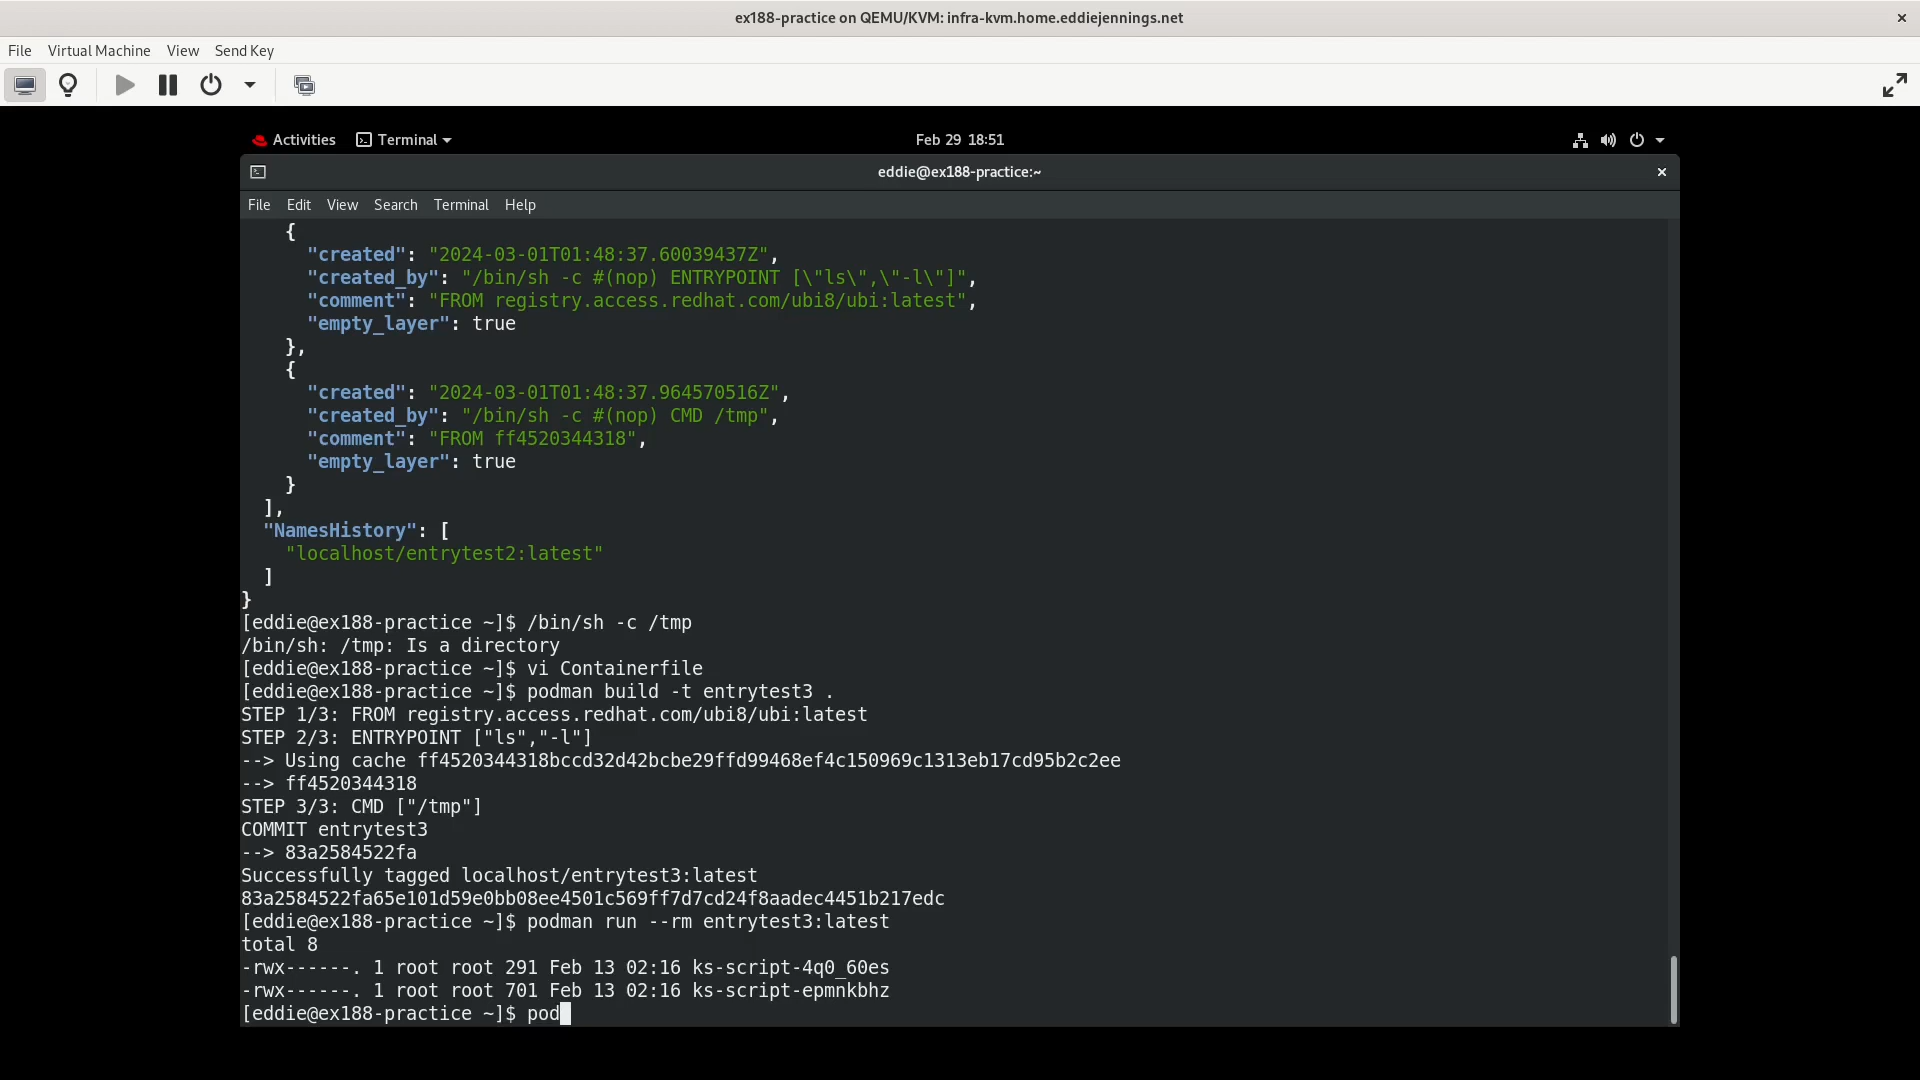 ex188-practice on QEMU/KVM: infra-kvm.home.eddiejennings.net
File Virtual Machine View Send Key
Activities Terminal Feb 29 18:51
eddie@ex188-practice:~
File Edit View Search Terminal Help
{
"created": "2024-03-01T01:48:37.60039437Z",
"created_by": "/bin/sh -c #(nop) ENTRYPOINT [\"ls\",\"-l\"]",
"comment": "FROM registry.access.redhat.com/ubi8/ubi:latest",
"empty_layer": true
},
{
"created": "2024-03-01T01:48:37.964570516Z",
"created_by": "/bin/sh -c #(nop) CMD /tmp",
"comment": "FROM ff4520344318",
"empty_layer": true
}
],
"NamesHistory": [
"localhost/entrytest2:latest"
]
}
[eddie@ex188-practice ~]$ /bin/sh -c /tmp
/bin/sh: /tmp: Is a directory
[eddie@ex188-practice ~]$ vi Containerfile
[eddie@ex188-practice ~]$ podman build -t entrytest3 .
STEP 1/3: FROM registry.access.redhat.com/ubi8/ubi:latest
STEP 2/3: ENTRYPOINT ["ls","-l"]
--> Using cache ff4520344318bccd32d42bcbe29ffd99468ef4c150969c1313eb17cd95b2c2ee
--> ff4520344318
STEP 3/3: CMD ["/tmp"]
COMMIT entrytest3
--> 83a2584522fa
Successfully tagged localhost/entrytest3:latest
83a2584522fa65e101d59e0bb08ee4501c569ff7d7cd24f8aadec4451b217edc
[eddie@ex188-practice ~]$ podman run --rm entrytest3:latest
total 8
-rwx------. 1 root root 291 Feb 13 02:16 ks-script-4q0_60es
-rwx------. 1 root root 701 Feb 13 02:16 ks-script-epmnkbhz
[eddie@ex188-practice ~]$ pod